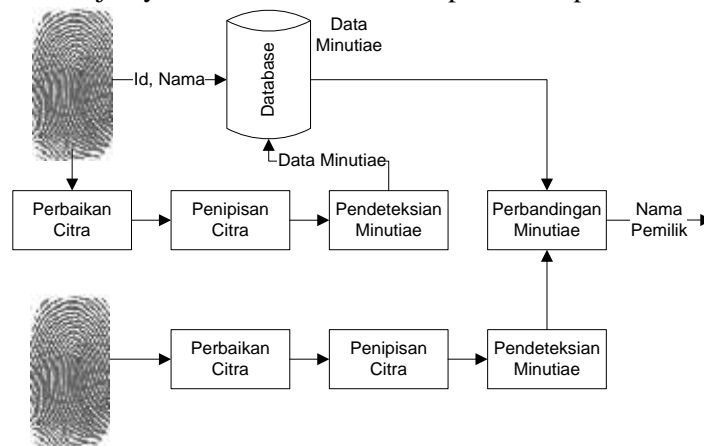 Data
Minutiae
Id, Nama
Database
Data Minutiae
Perbaikan
Citra
Penipisan
Citra
Pendeteksian
Minutiae
Perbandingan
Minutiae
Nama
Pemilik
Perbaikan
Citra
Penipisan
Citra
Pendeteksian
Minutiae